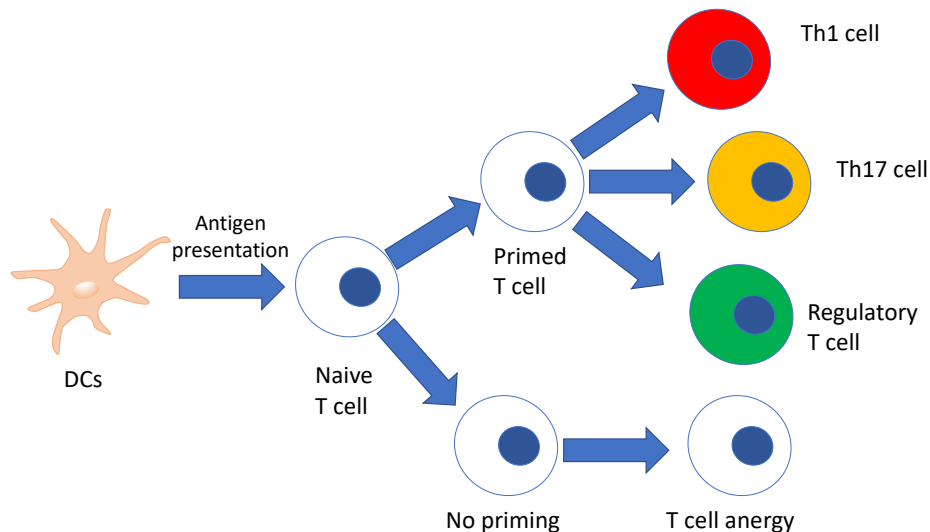 Th1 cell
Th17 cell
Antigen
presentation
Primed
T cell
Regulatory
T cell
DCs
Naive
T cell
No priming
T cell anergy